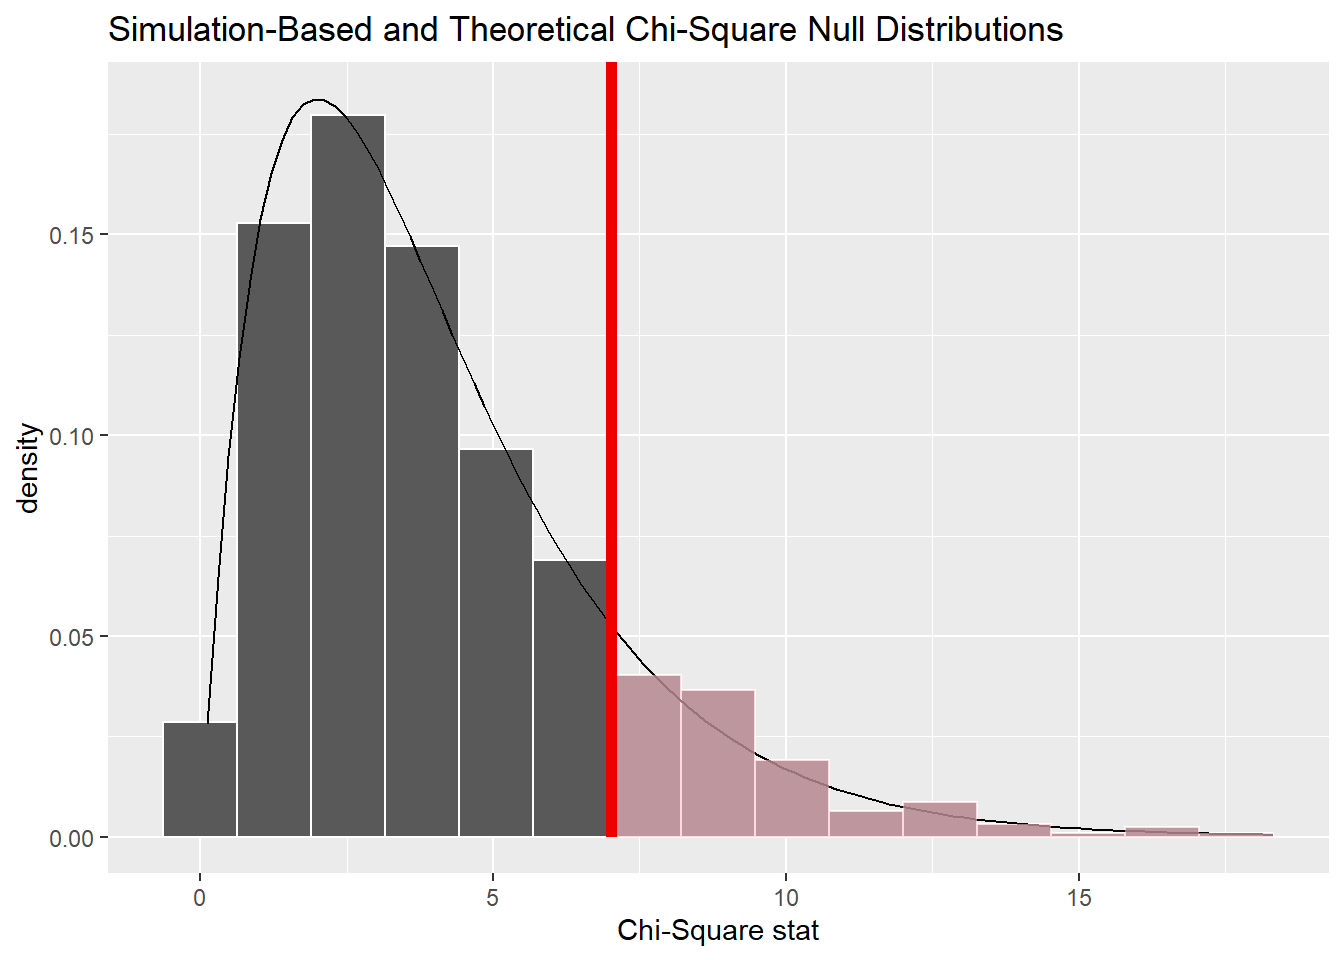 Simulation-Based and Theoretical Chi-Square Null Distributions
0.15
0.10
0.05
0.00
density
0 5 10 15
Chi-Square stat